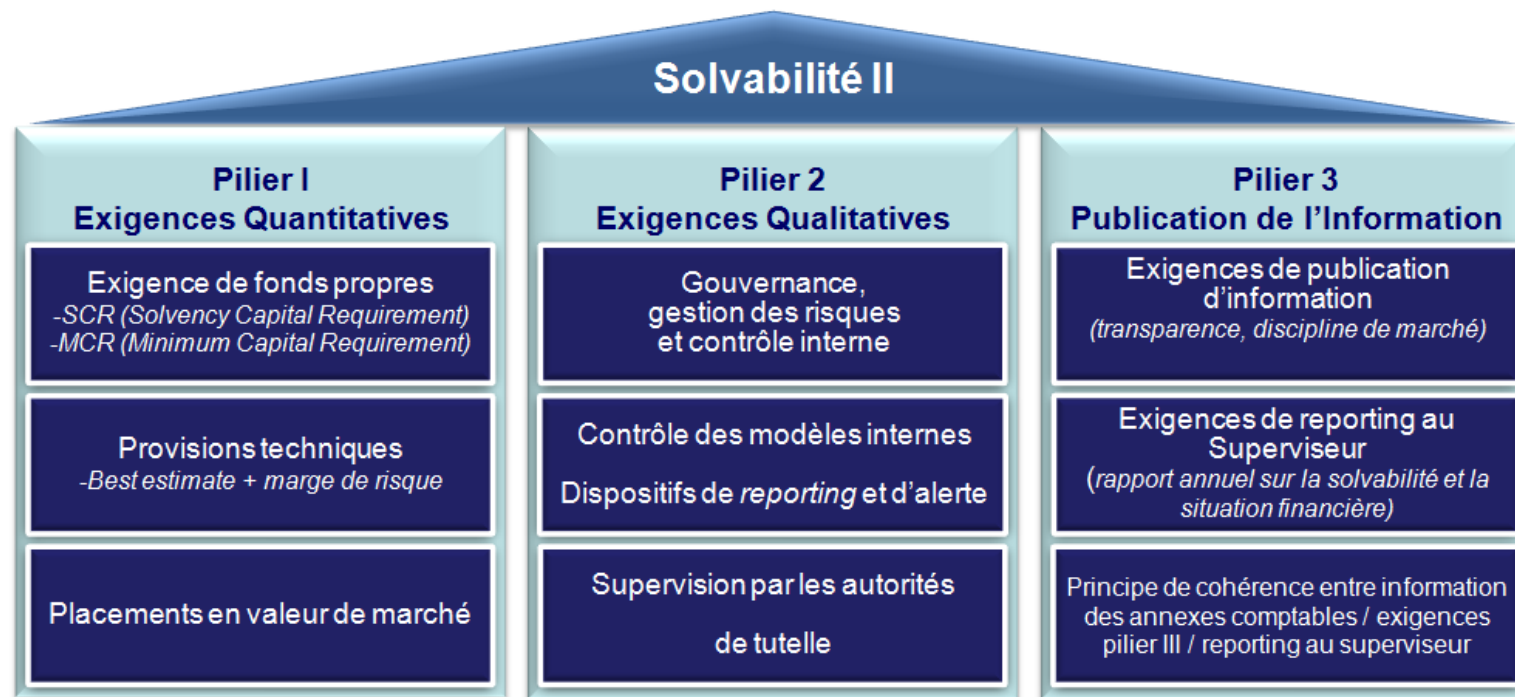 Solvabilité II
Pilier I
Exigences Quantitatives
Exigence de fonds propres
-SCR (Solvency Capital Requirement)
-MCR (Minimum Capital Requirement)
Provisions techniques
-Best estimate + marge de risque
Placements en valeur de marché
Pilier 2
Exigences Qualitatives
Gouvernance,
gestion des risques
et contrôle interne
Contrôle des modèles internes
Dispositifs de reporting et d'alerte
Supervision par les autorités
de tutelle
Pilier 3
Publication de l'Information
Exigences de publication
d'information
(transparence, discipline de marché)
Exigences de reporting au
Superviseur
(rapport annuel sur la solvabilité et la
situation financière)
Principe de cohérence entre information
des annexes comptables / exigences
pilier III / reporting au superviseur